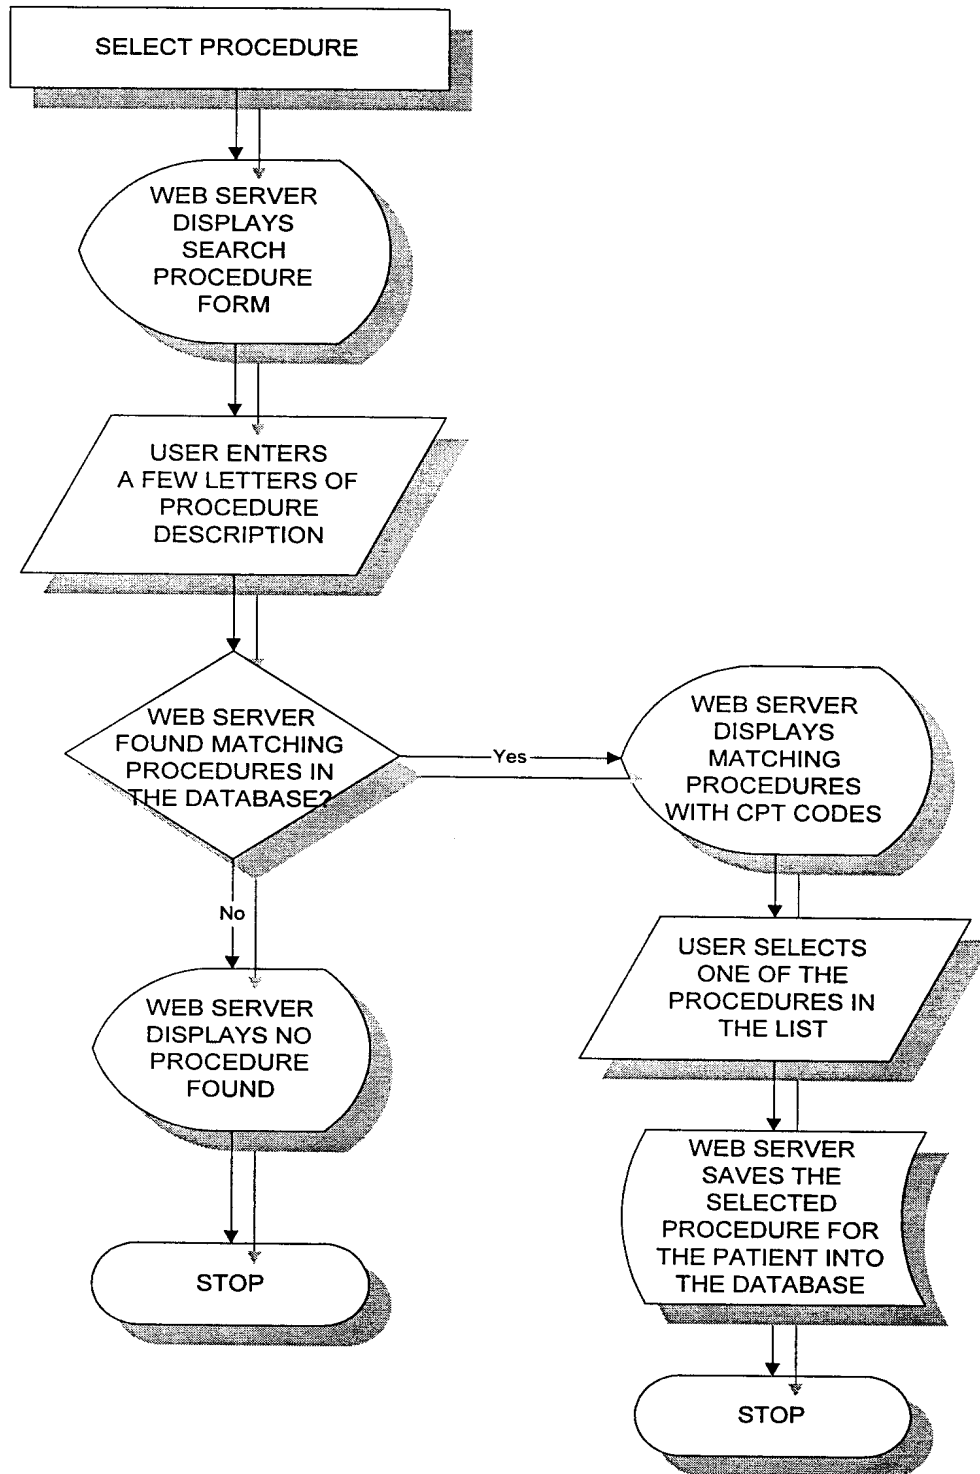 SELECT PROCEDURE
WEB SERVER
DISPLAYS
SEARCH
PROCEDURE
FORM
USER ENTERS
A FEW LETTERS OF
PROCEDURE
DESCRIPTION
WEB SERVER
FOUND MATCHING
PROCEDURES IN
THE DATABASE?
Yes
WEB SERVER
DISPLAYS
MATCHING
PROCEDURES
WITH CPT CODES
No
WEB SERVER
DISPLAYS NO
PROCEDURE
FOUND
STOP
USER SELECTS
ONE OF THE
PROCEDURES IN
THE LIST
WEB SERVER
SAVES THE
SELECTED
PROCEDURE FOR
THE PATIENT INTO
THE DATABASE
STOP